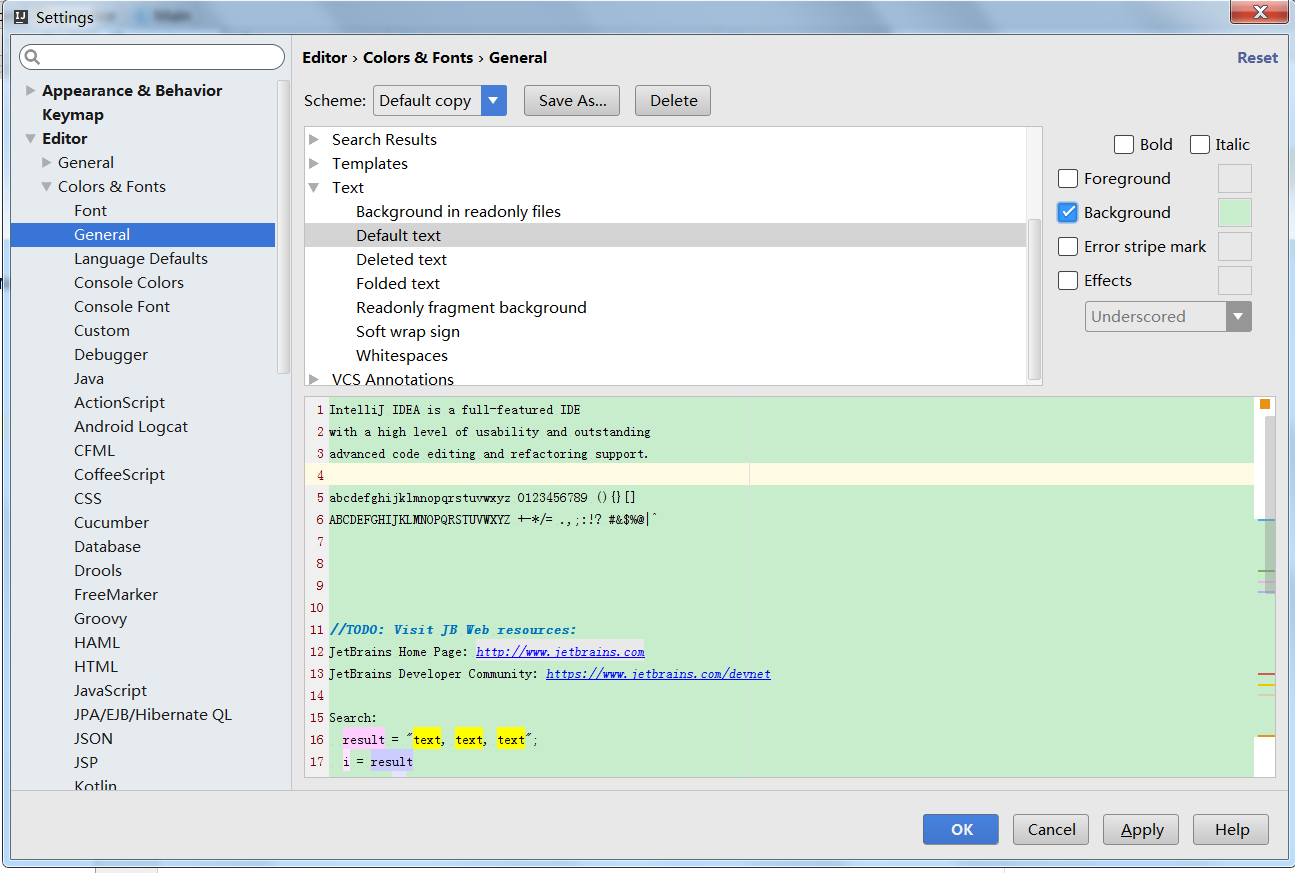 Settings
Editor › Colors & Fonts › General
Reset
Scheme: Default copy Save As... Delete
Appearance & Behavior
Keymap
Editor
General
Colors & Fonts
Font
General
Language Defaults
Console Colors
Console Font
Custom
Debugger
Java
ActionScript
Android Logcat
CFML
CoffeeScript
CSS
Cucumber
Database
Drools
FreeMarker
Groovy
HAML
HTML
JavaScript
JPA/EJB/Hibernate QL
JSON
JSP
Kotlin
Search Results
Templates
Text
Background in readonly files
Default text
Deleted text
Folded text
Readonly fragment background
Soft wrap sign
Whitespaces
VCS Annotations
Bold Italic
Foreground
Background
Error stripe mark
Effects
Underscored
1 IntelliJ IDEA is a full-featured IDE
2 with a high level of usability and outstanding
3 advanced code editing and refactoring support.
4
5 abcdefghijklmnopqrstuvwxyz 0123456789 (){}[]
6 ABCDEFGHIJKLMNOPQRSTUVWXYZ +-*/= .,;:!? #&$%@|^
7
8
9
10
11 //TODO: Visit JB Web resources:
12 JetBrains Home Page: http://www.jetbrains.com
13 JetBrains Developer Community: https://www.jetbrains.com/devnet
14
15 Search:
16 result = "text, text, text";
17 i = result
OK Cancel Apply Help